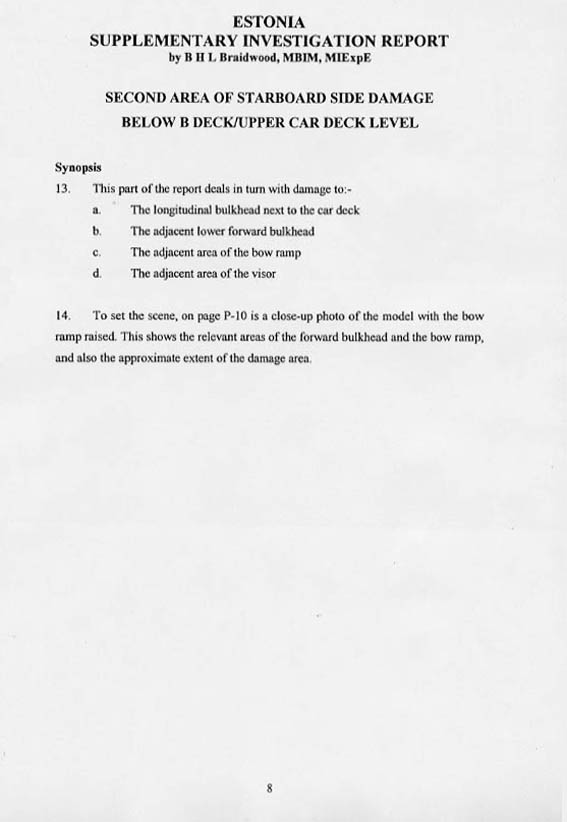 ESTONIA
SUPPLEMENTARY INVESTIGATION REPORT
by B H L Braidwood, MBIM, MIExpE
SECOND AREA OF STARBOARD SIDE DAMAGE
BELOW B DECK/UPPER CAR DECK LEVEL
Synopsis
13. This part of the report deals in turn with damage to:-
a. The longitudinal bulkhead next to the car deck
b. The adjacent lower forward bulkhead
c. The adjacent area of the bow ramp
d. The adjacent area of the visor
14. To set the scene, on page P-10 is a close-up photo of the model with the bow
ramp raised. This shows the relevant areas of the forward bulkhead and the bow ramp,
and also the approximate extent of the damage area.
8